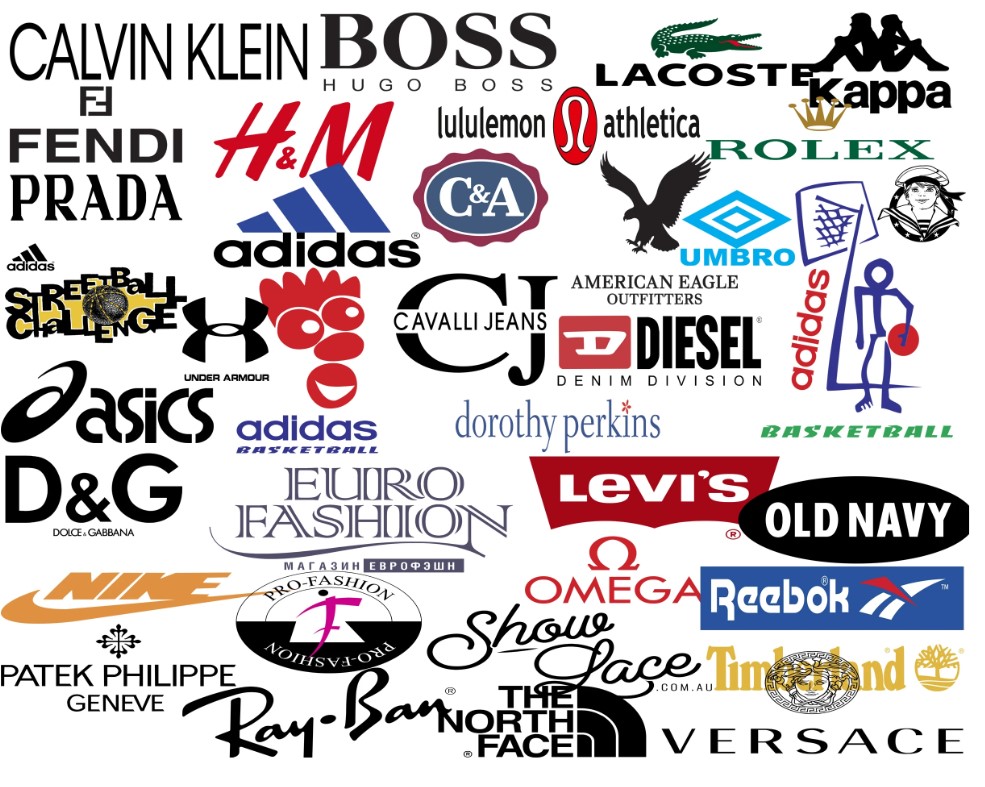 CALVIN KLEIN
BOSS
HUGO BOSS
LACOSTE
Kappa
FENDI
H&M
lululemon athletica
ROLEX
PRADA
adidas®
C&A
UMBRO
adidas
STREETBALL
CHALLENGE
UNDER ARMOUR
CJ
CAVALLI JEANS
AMERICAN EAGLE
OUTFITTERS
D DIESEL®
DENIM DIVISION
adidas
BASKETBALL
asics
adidas
BASKETBALL
dorothy perkins
D&G
DOLCE & GABBANA
EURO
FASHION
МАГАЗИН ЕВРОФЭШН
LEVI'S
®
OLD NAVY
NIKE
PRO-FASHION
PRO-FASHION
Ω
OMEGA
Reebok® ™
PATEK PHILIPPE
GENEVE
Show
Lace
.COM.AU
Timberland
Ray-Ban®
THE
NORTH
FACE
®
VERSACE